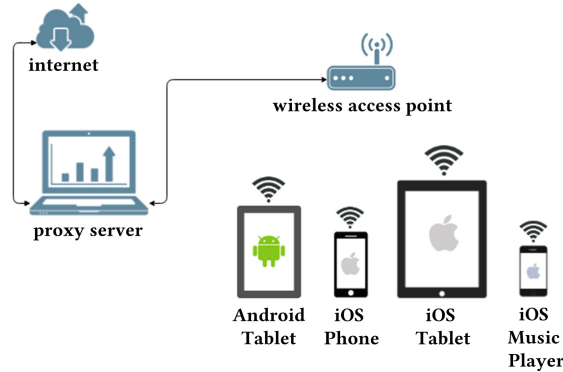 internet
wireless access point
proxy server
Android
Tablet
iOS
Phone
iOS
Tablet
iOS
Music
Player